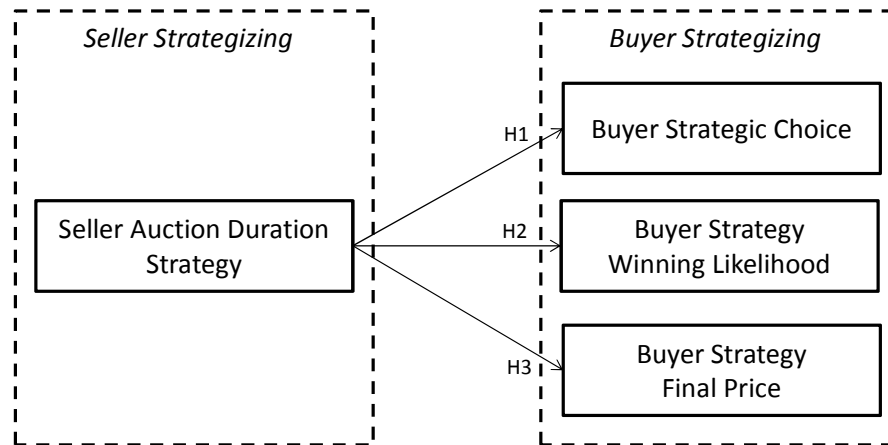 Seller Strategizing
Seller Auction Duration
Strategy
H1
H2
H3
Buyer Strategizing
Buyer Strategic Choice
Buyer Strategy
Winning Likelihood
Buyer Strategy
Final Price